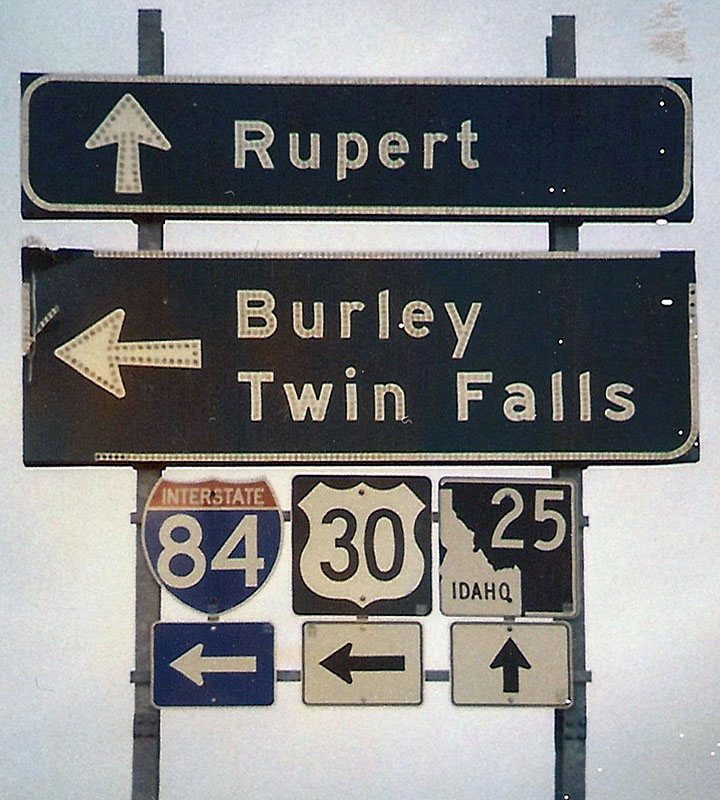 Rupert
Burley
Twin Falls
INTERSTATE
84
30
25
IDAHO